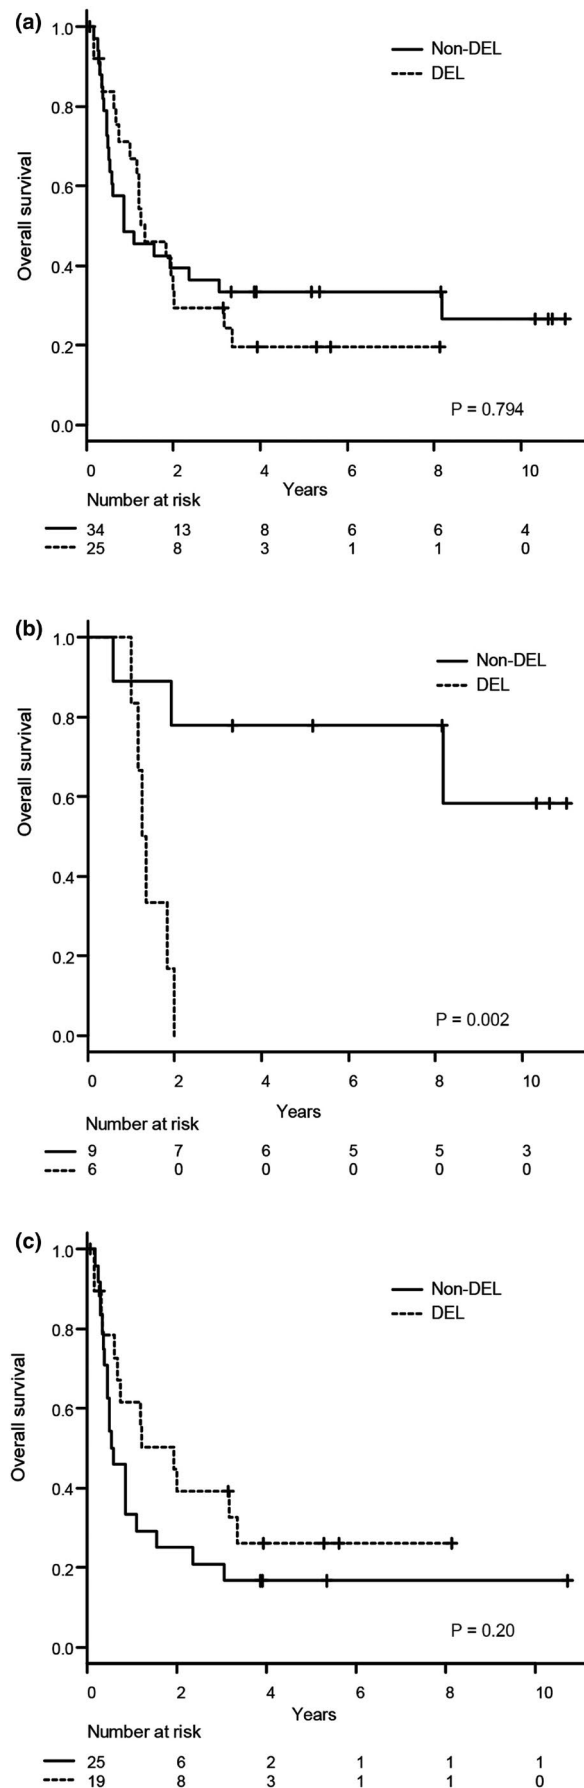 (a)
1.0
0.8
0.6
0.4
0.2
0.0
Overall survival
Non-DEL
DEL
P = 0.794
0 2 4 6 8 10
Years
Number at risk
34 13 8 6 6 4
25 8 3 1 1 0
(b)
1.0
0.8
0.6
0.4
0.2
0.0
Overall survival
Non-DEL
DEL
P = 0.002
0 2 4 6 8 10
Years
Number at risk
9 7 6 5 5 3
6 0 0 0 0 0
(c)
1.0
0.8
0.6
0.4
0.2
0.0
Overall survival
Non-DEL
DEL
P = 0.20
0 2 4 6 8 10
Years
Number at risk
25 6 2 1 1 1
19 8 3 1 1 0